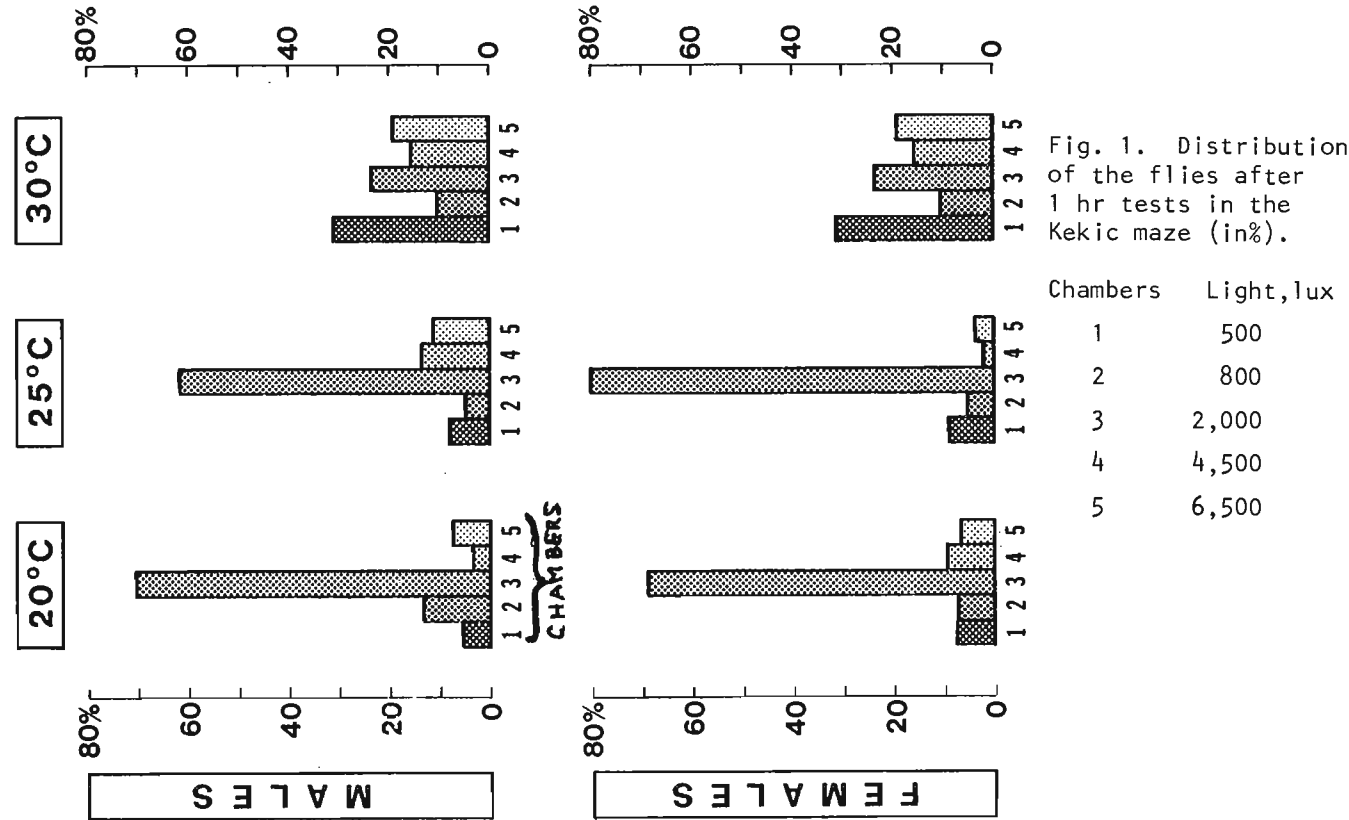 30°C
25°C
20°C
80%
60
40
20
0
80%
60
40
20
0
1 2 3 4 5
1 2 3 4 5
1 2 3 4 5
CHAMBERS
80%
60
40
20
0
80%
60
40
20
0
1 2 3 4 5
1 2 3 4 5
1 2 3 4 5
MALES
FEMALES
Fig. 1. Distribution
of the flies after
1 hr tests in the
Kekic maze (in%).
Chambers Light,lux
1 500
2 800
3 2,000
4 4,500
5 6,500